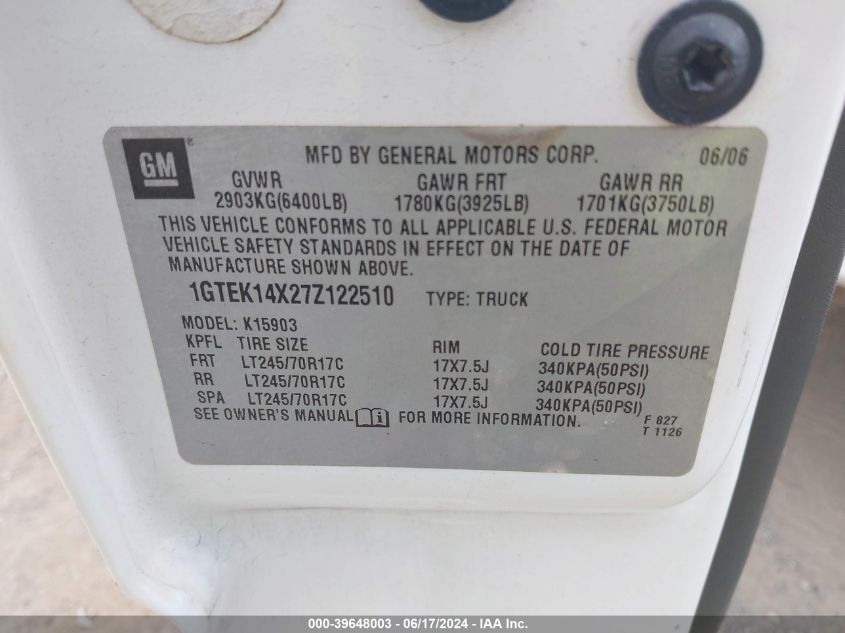 GM® MFD BY GENERAL MOTORS CORP. 06/06
GVWR GAWR FRT GAWR RR
2903KG(6400LB) 1780KG(3925LB) 1701KG(3750LB)
THIS VEHICLE CONFORMS TO ALL APPLICABLE U.S. FEDERAL MOTOR
VEHICLE SAFETY STANDARDS IN EFFECT ON THE DATE OF
MANUFACTURE SHOWN ABOVE.
1GTEK14X27Z122510 TYPE: TRUCK
MODEL: K15903
KPFL TIRE SIZE RIM COLD TIRE PRESSURE
FRT LT245/70R17C 17X7.5J 340KPA(50PSI)
RR LT245/70R17C 17X7.5J 340KPA(50PSI)
SPA LT245/70R17C 17X7.5J 340KPA(50PSI)
SEE OWNER'S MANUAL i FOR MORE INFORMATION. F 827
T 1126
000-39648003 - 06/17/2024 - IAA Inc.